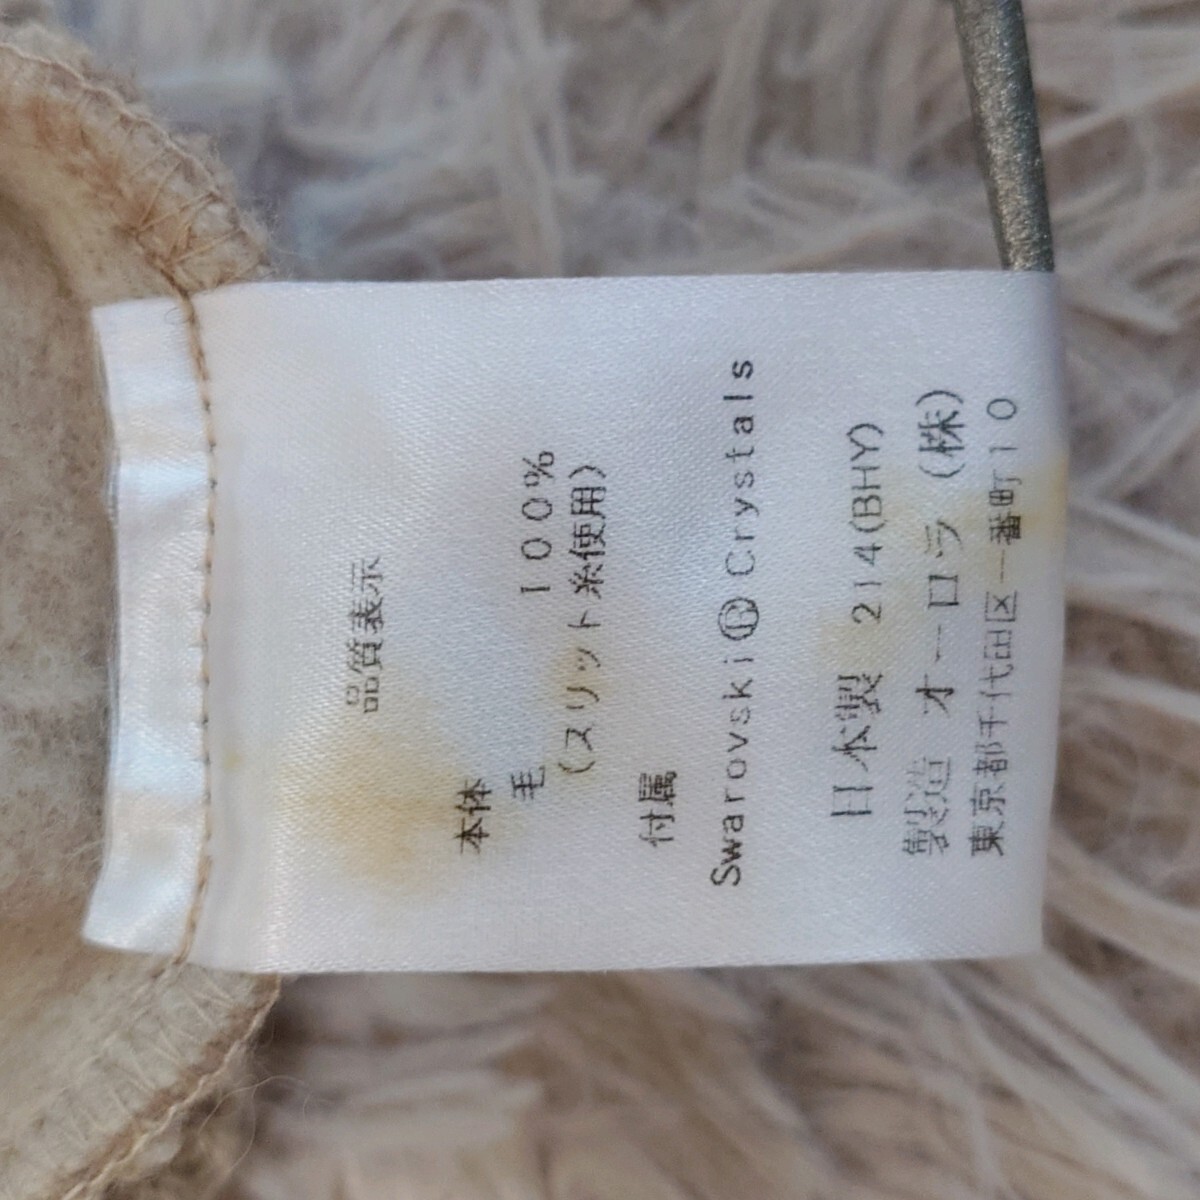 品質表示
本体
毛 100%
(スリット糸使用)
付属
Swarovski® Crystals
日本製 214(BHY)
製造 オーロラ(株)
東京都千代田区一番町10